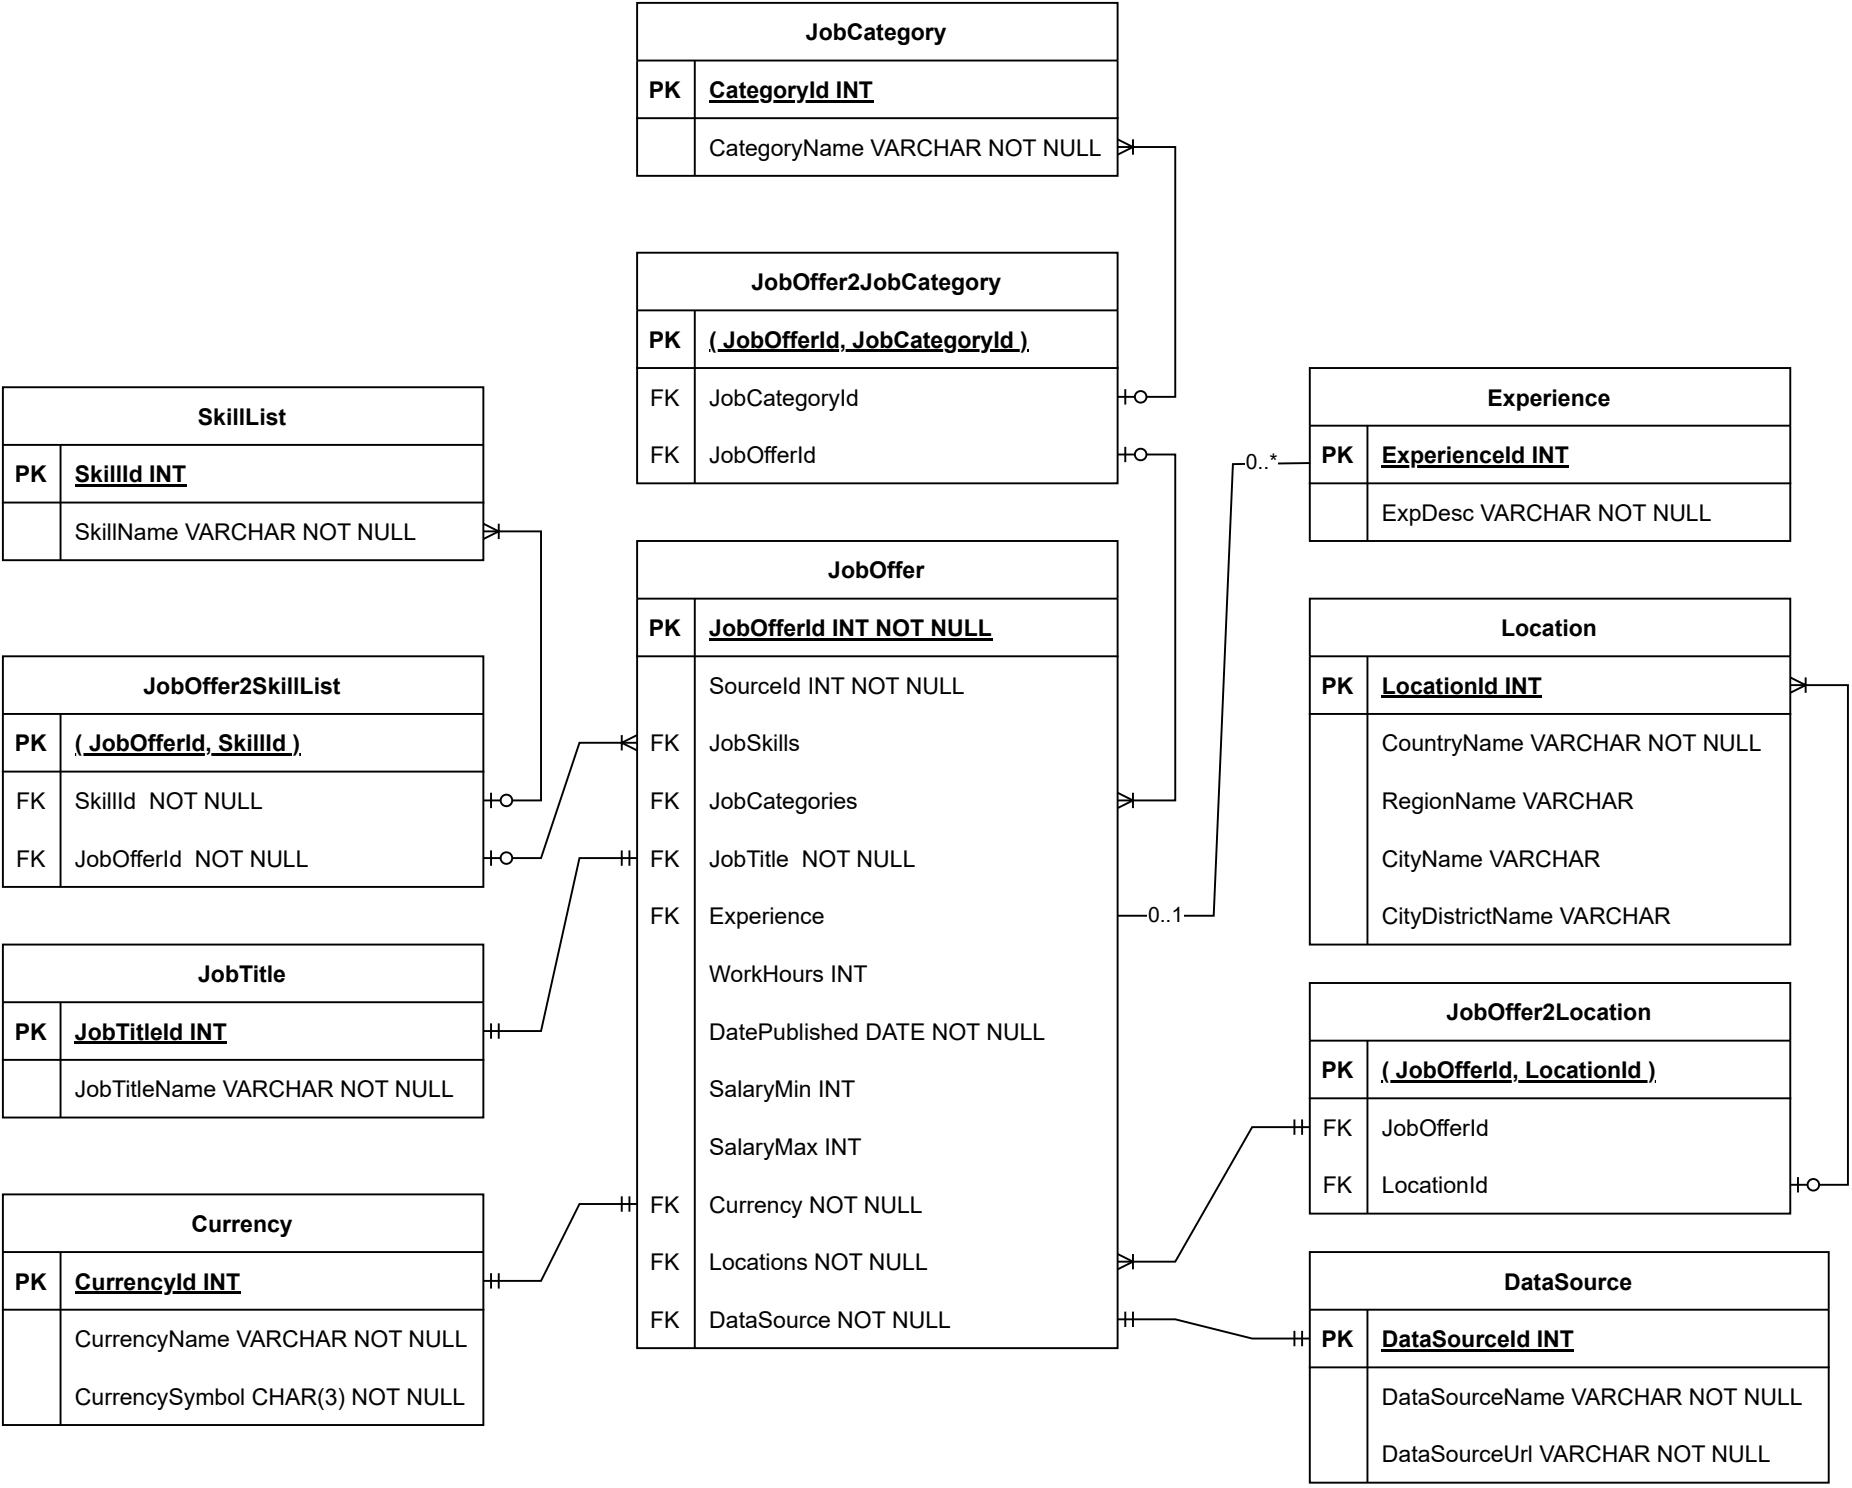 JobCategory
PK CategoryId INT
CategoryName VARCHAR NOT NULL
JobOffer2JobCategory
PK ( JobOfferId, JobCategoryId )
FK JobCategoryId
FK JobOfferId
SkillList
PK SkillId INT
SkillName VARCHAR NOT NULL
JobOffer2SkillList
PK ( JobOfferId, SkillId )
FK SkillId NOT NULL
FK JobOfferId NOT NULL
JobTitle
PK JobTitleId INT
JobTitleName VARCHAR NOT NULL
Currency
PK CurrencyId INT
CurrencyName VARCHAR NOT NULL
CurrencySymbol CHAR(3) NOT NULL
JobOffer
PK JobOfferId INT NOT NULL
SourceId INT NOT NULL
FK JobSkills
FK JobCategories
FK JobTitle NOT NULL
FK Experience
WorkHours INT
DatePublished DATE NOT NULL
SalaryMin INT
SalaryMax INT
FK Currency NOT NULL
FK Locations NOT NULL
FK DataSource NOT NULL
0..1
0..*
Experience
PK ExperienceId INT
ExpDesc VARCHAR NOT NULL
Location
PK LocationId INT
CountryName VARCHAR NOT NULL
RegionName VARCHAR
CityName VARCHAR
CityDistrictName VARCHAR
JobOffer2Location
PK ( JobOfferId, LocationId )
FK JobOfferId
FK LocationId
DataSource
PK DataSourceId INT
DataSourceName VARCHAR NOT NULL
DataSourceUrl VARCHAR NOT NULL